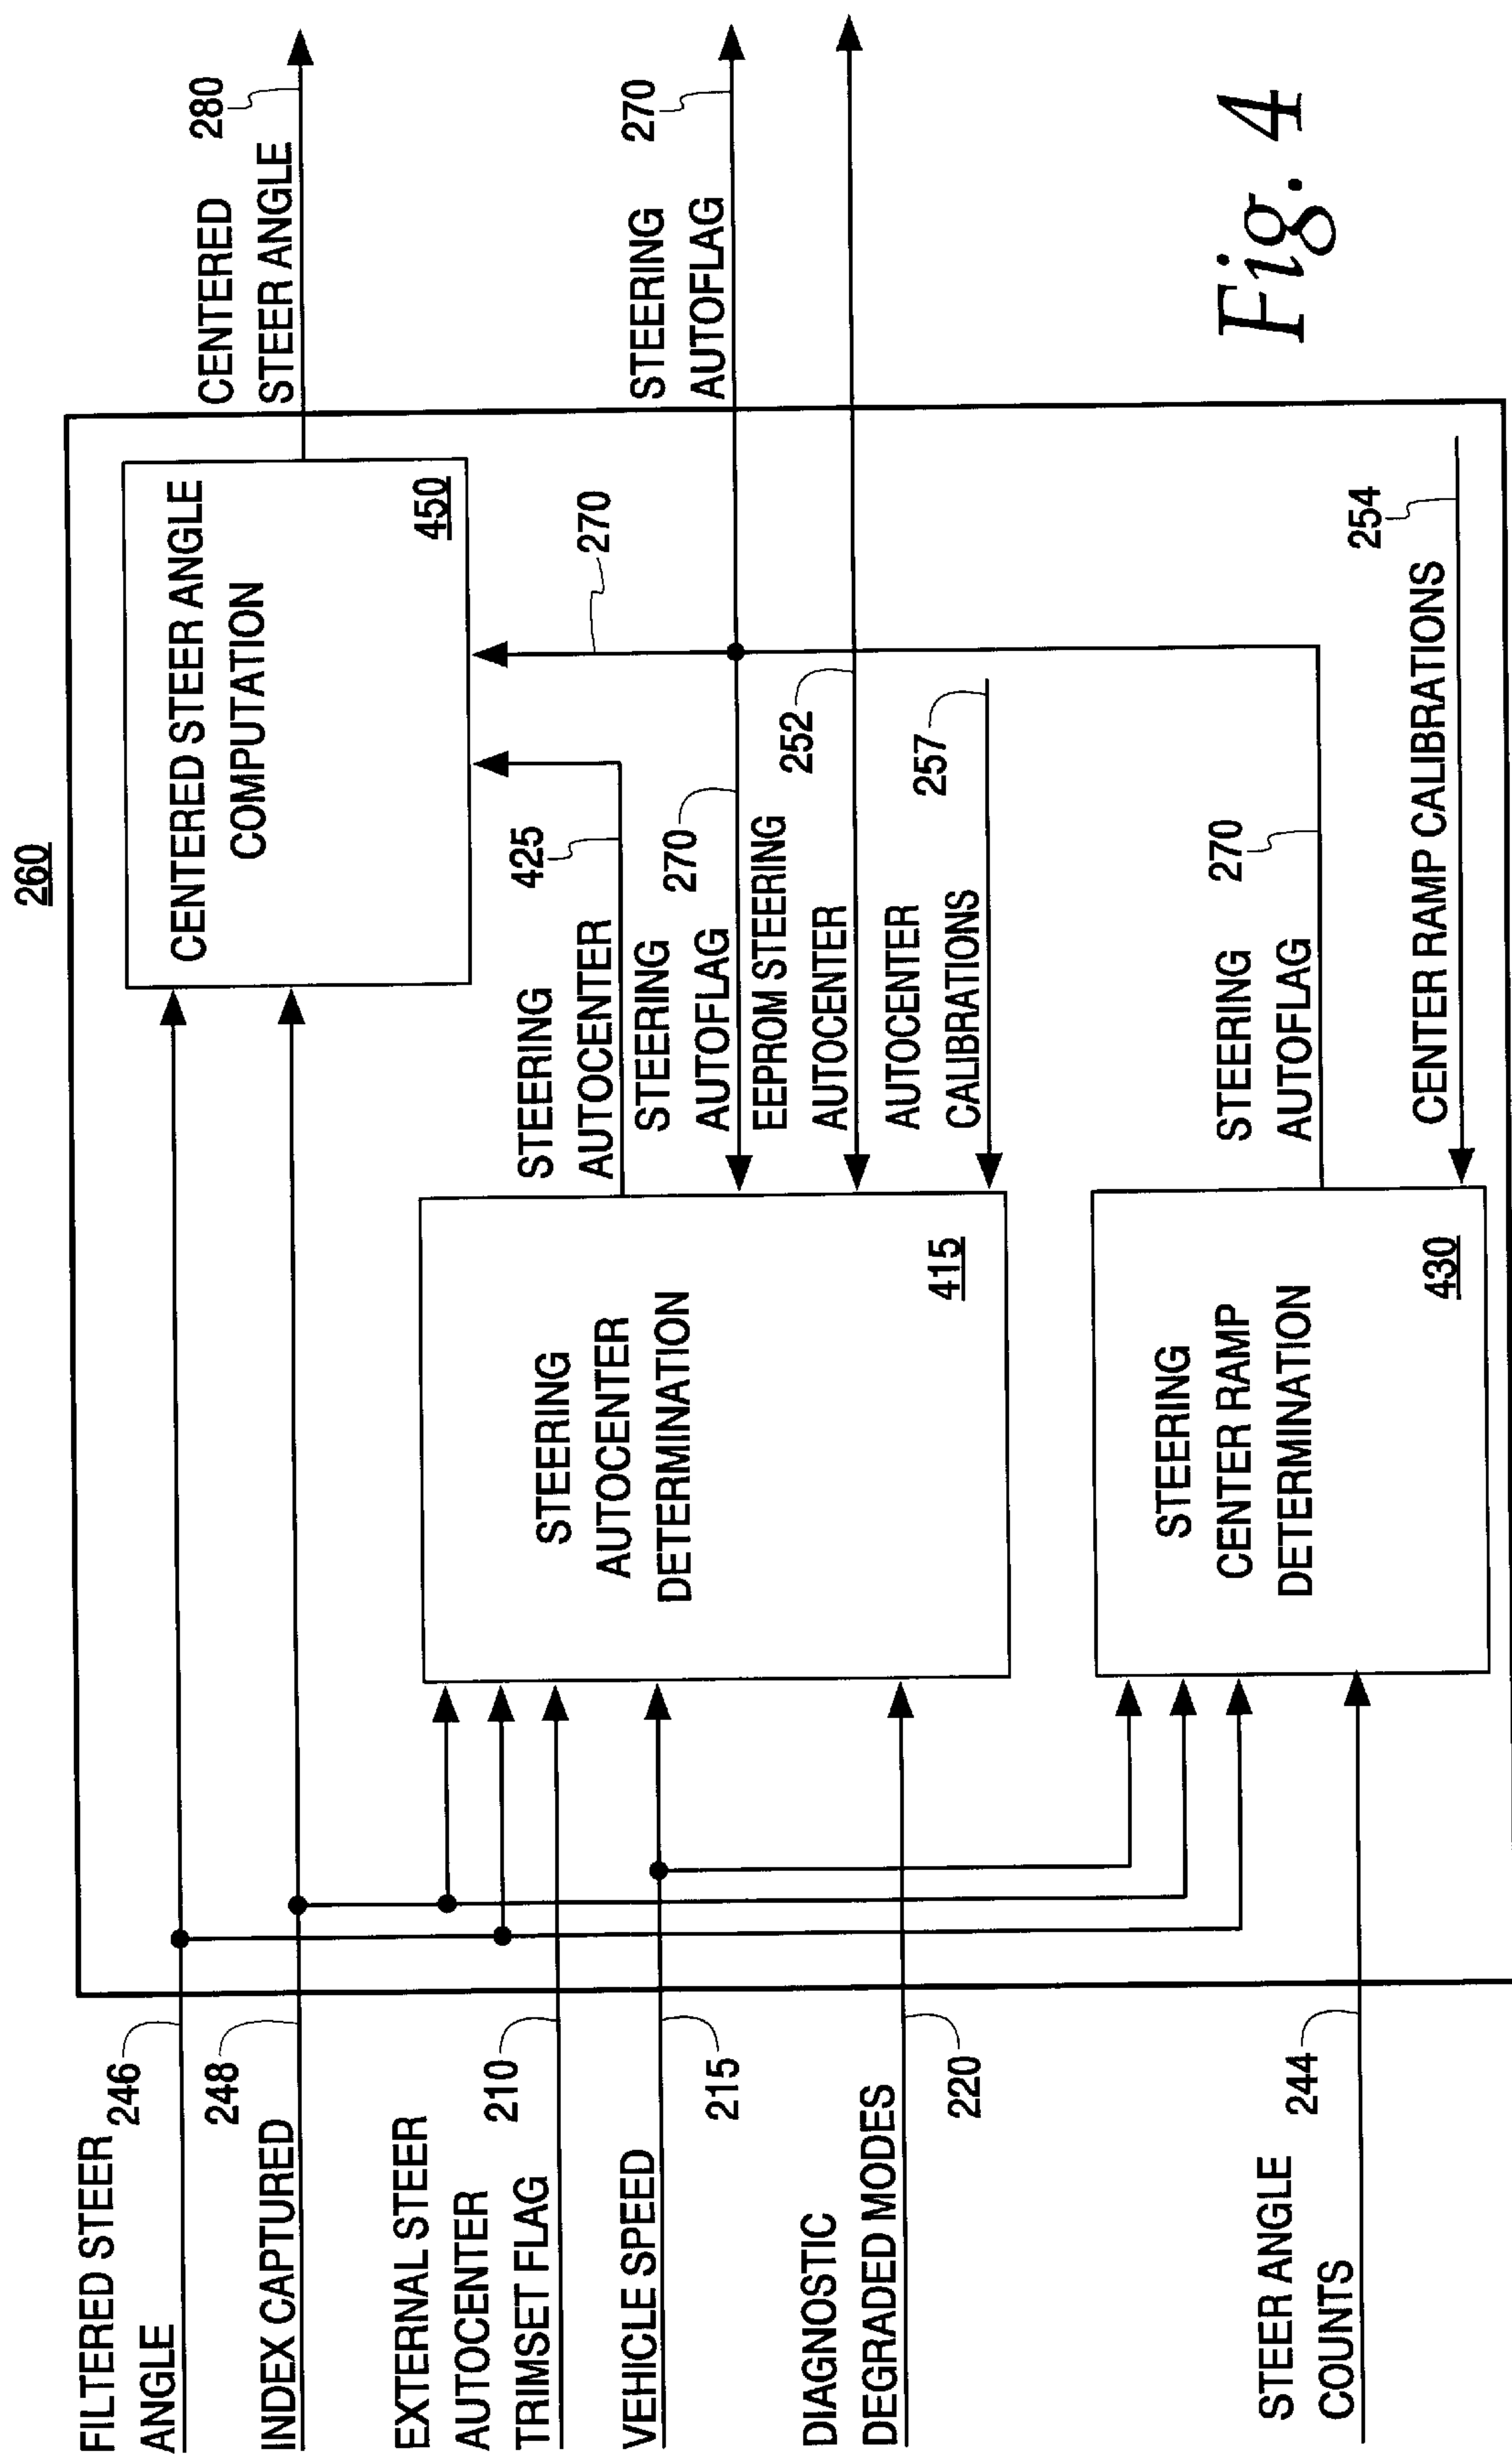 260
FILTERED STEER
ANGLE
246
248
INDEX CAPTURED
EXTERNAL STEER
AUTOCENTER
TRIMSET FLAG
210
VEHICLE SPEED
215
DIAGNOSTIC
DEGRADED MODES
220
STEER ANGLE
COUNTS
244
CENTERED STEER ANGLE
COMPUTATION
450
STEERING
AUTOCENTER
DETERMINATION
415
STEERING
CENTER RAMP
DETERMINATION
430
STEERING
AUTOCENTER
425
STEERING
AUTOFLAG
270
EEPROM STEERING
AUTOCENTER
252
AUTOCENTER
CALIBRATIONS
257
270
STEERING
AUTOFLAG
270
CENTER RAMP CALIBRATIONS
254
CENTERED
STEER ANGLE
280
STEERING
AUTOFLAG
270
Fig. 4